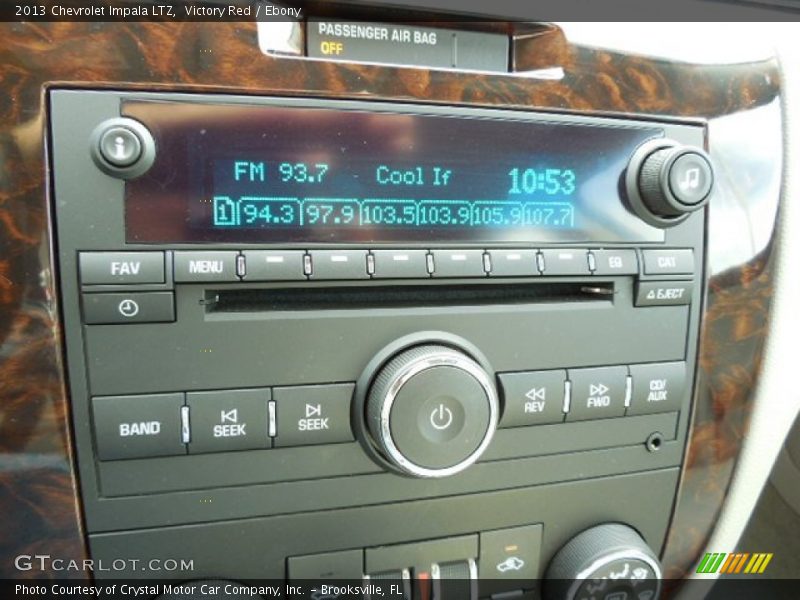 2013 Chevrolet Impala LTZ, Victory Red / Ebony
PASSENGER AIR BAG
OFF
FM 93.7 Cool If 10:53
1 94.3 97.9 103.5 103.9 105.9 107.7
FAV MENU EQ CAT
EJECT
BAND SEEK SEEK REV FWD CD/
AUX
GTCARLOT.COM
Photo Courtesy of Crystal Motor Car Company, Inc. - Brooksville, FL